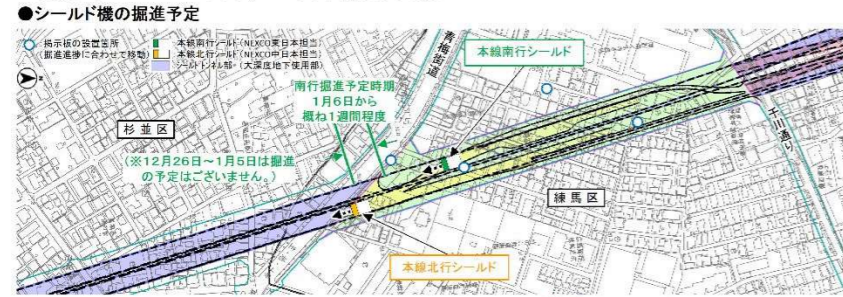 ●シールド機の掘進予定
掲示板の設置箇所
(掘進進捗に合わせて移動)
本線南行シールド(NEXCO東日本担当)
本線北行シールド(NEXCO中日本担当)
シールドトンネル部(大深度地下使用部)
青梅街道
本線南行シールド
南行掘進予定時期
1月6日から
概ね1週間程度
杉並区
(※12月26日~1月5日は掘進
の予定はございません。)
千川通り
練馬区
本線北行シールド